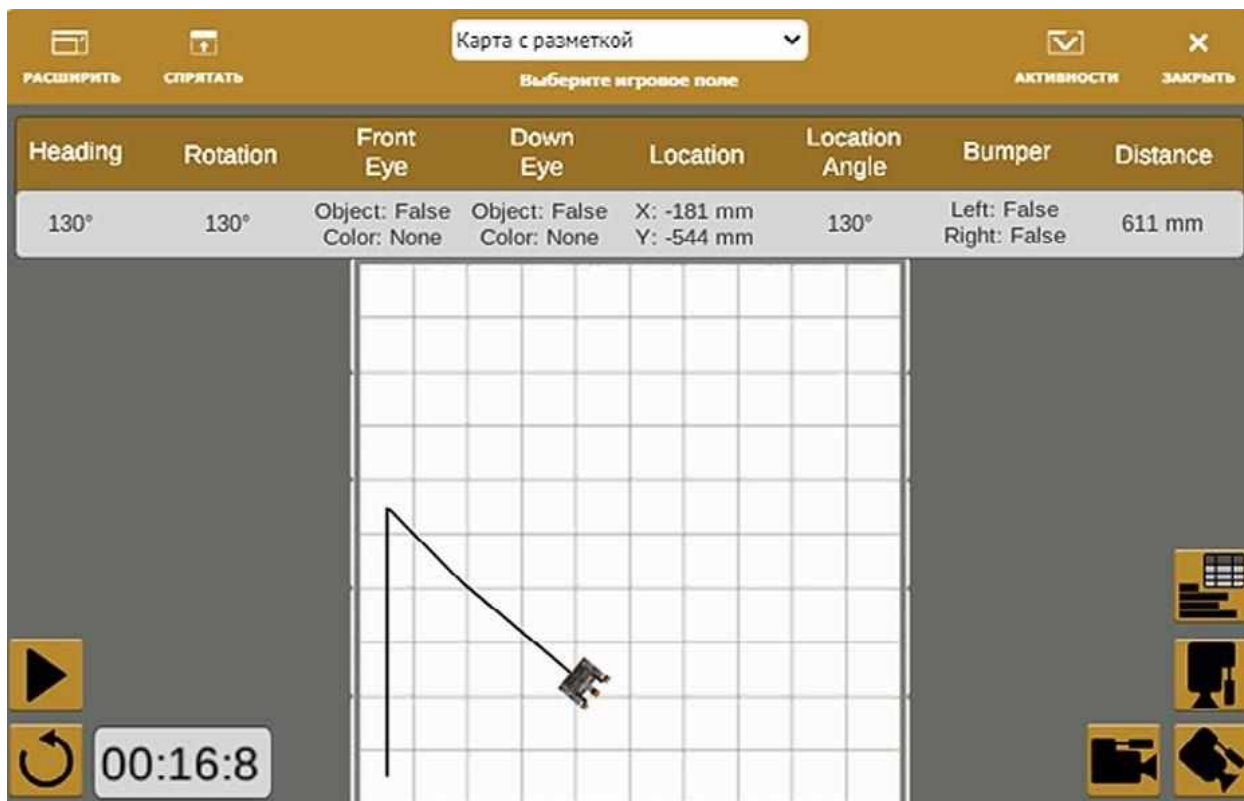 Карта с разметкой
РАСШИРИТЬ СПРЯТАТЬ Выберите игровое поле АКТИВНОСТИ ЗАКРЫТЬ
Heading Rotation Front Eye Down Eye Location Location Angle Bumper Distance
130° 130° Object: False Object: False X: -181 mm 130° Left: False 611 mm
Color: None Color: None Y: -544 mm Right: False
00:16:8